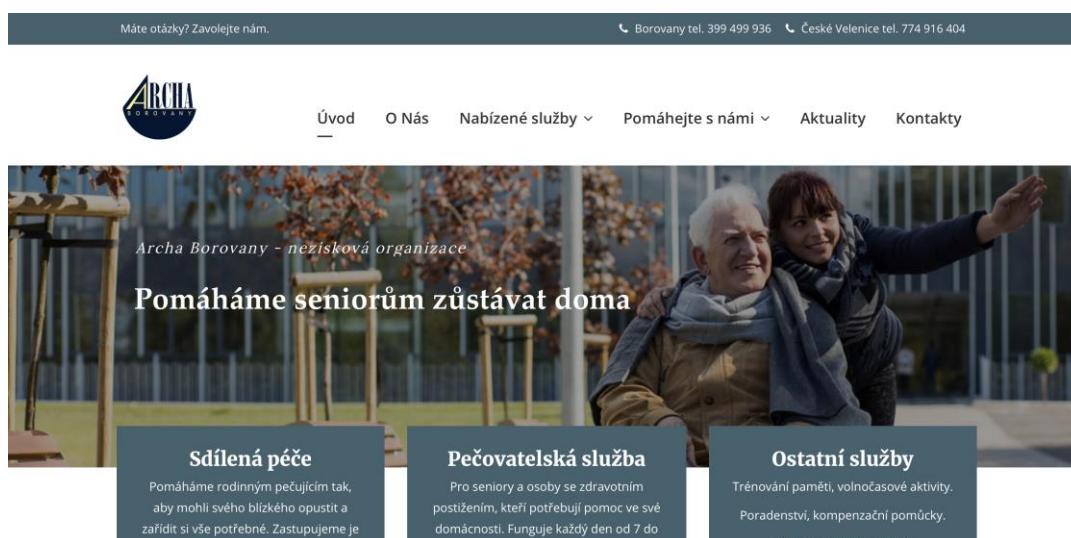 Máte otázky? Zavolejte nám.
Borovany tel. 399 499 936 České Velenice tel. 774 916 404
ARCHA
BOROVANY
Úvod O Nás Nabízené služby Pomáhejte s námi Aktuality Kontakty
Archa Borovany - nezisková organizace
Pomáháme seniorům zůstávat doma
Sdílená péče
Pomáháme rodinným pečujícím tak,
aby mohli svého blízkého opustit a
zařídit si vše potřebné. Zastupujeme je
Pečovatelská služba
Pro seniory a osoby se zdravotním
postižením, kteří potřebují pomoc ve své
domácnosti. Funguje každý den od 7 do
Ostatní služby
Trénování paměti, volnočasové aktivity.
Poradenství, kompenzační pomůcky.